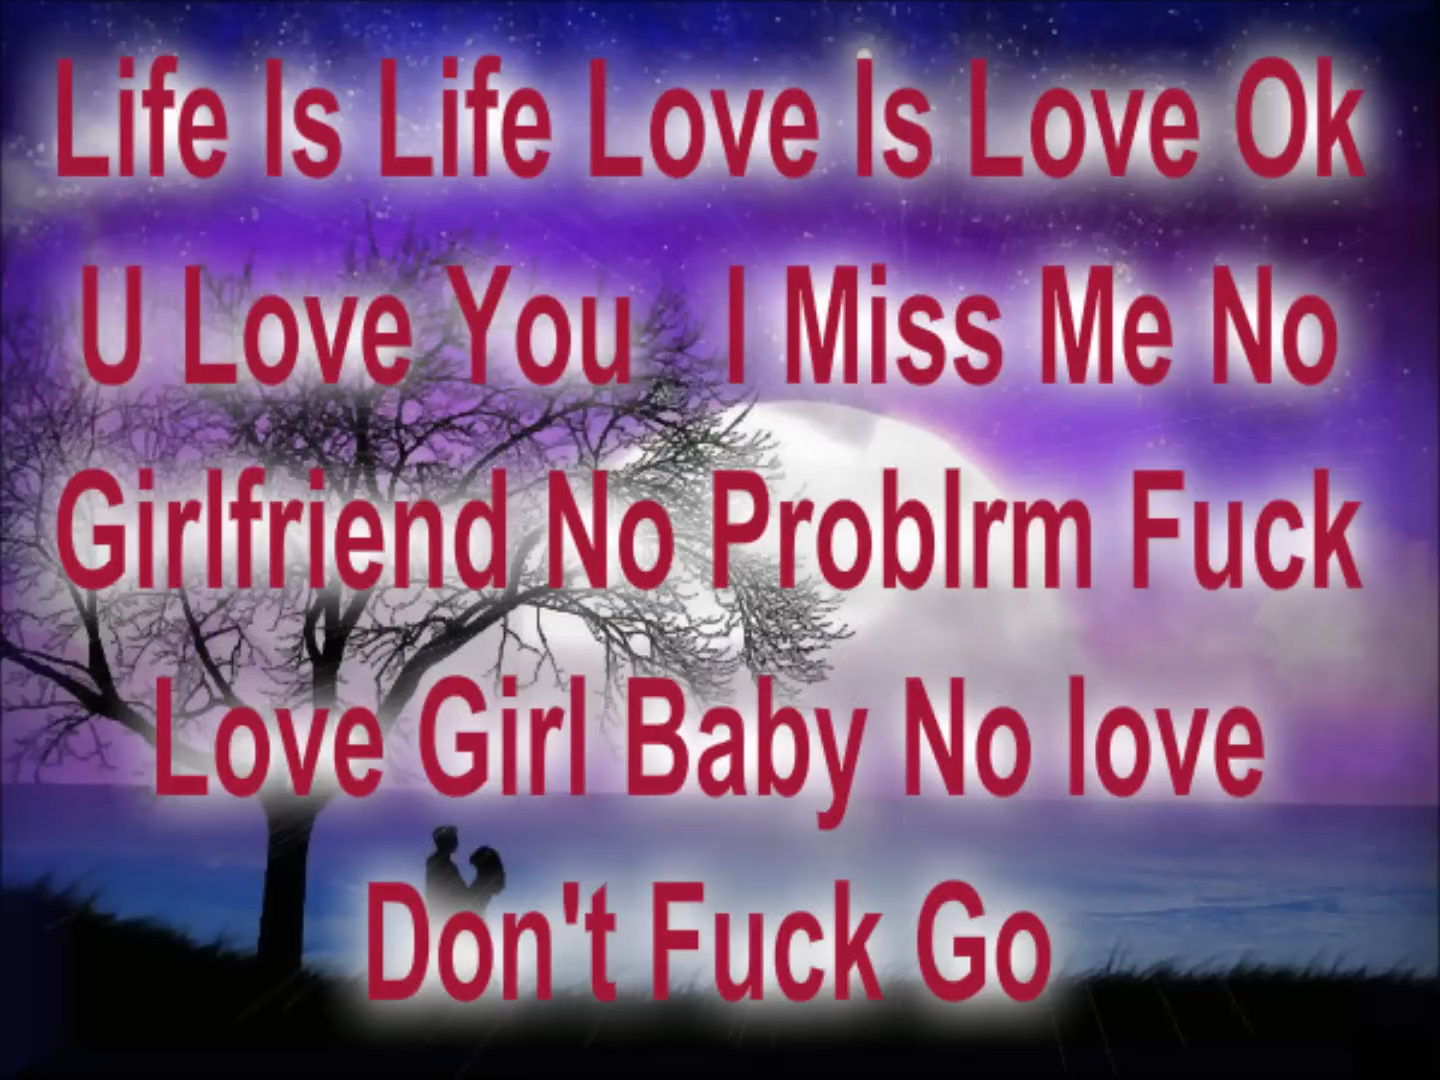 Life Is Life Love Is Love Ok
U Love You I Miss Me No
Girlfriend No Problrm Fuck
Love Girl Baby No love
Don't Fuck Go